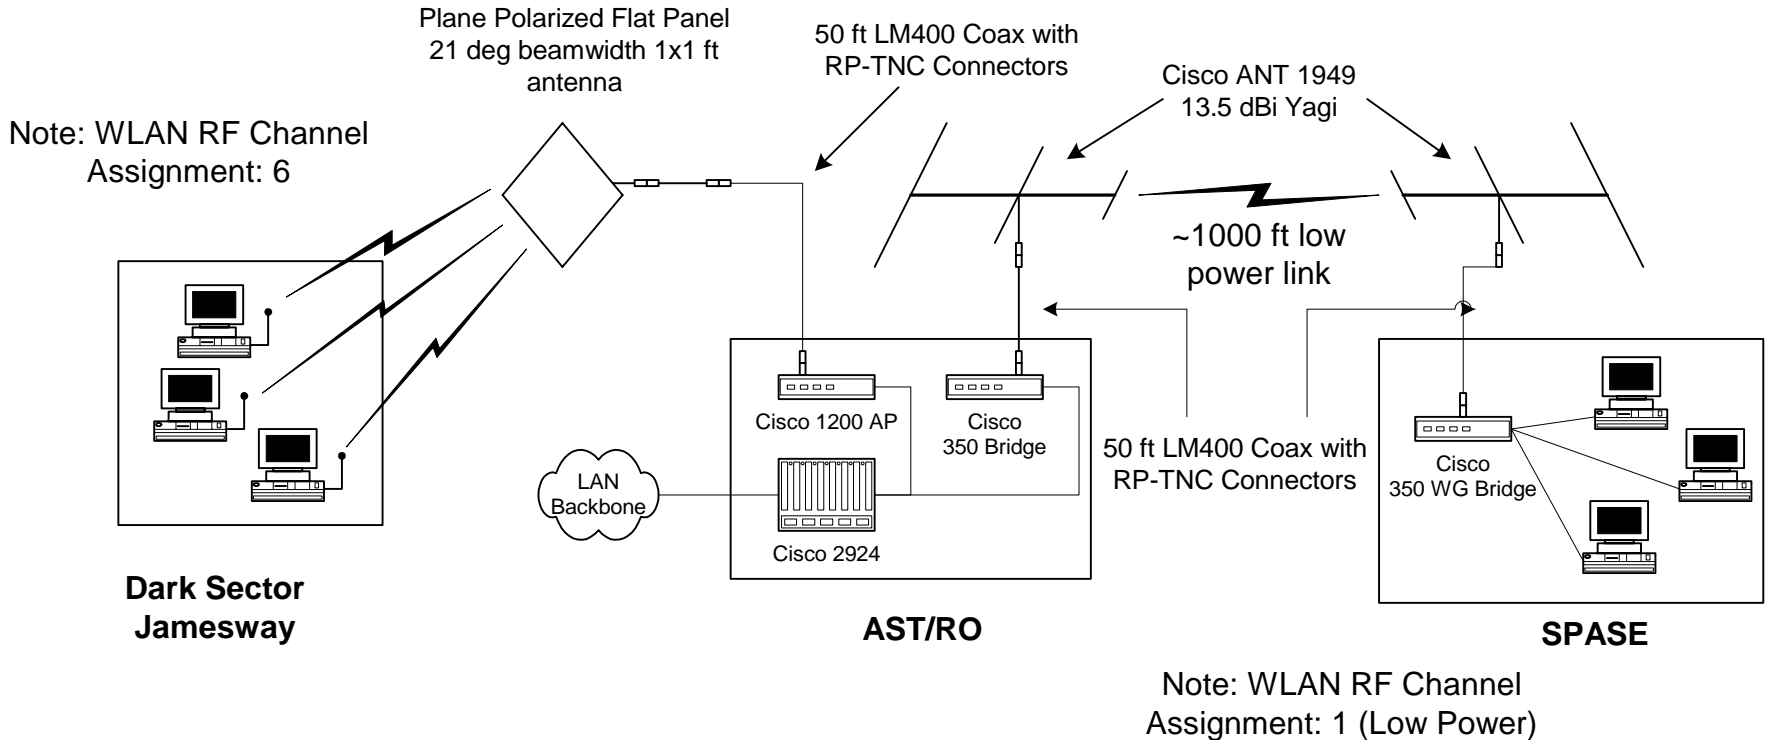 Plane Polarized Flat Panel
21 deg beamwidth 1x1 ft
antenna
50 ft LM400 Coax with
RP-TNC Connectors
Cisco ANT 1949
13.5 dBi Yagi
Note: WLAN RF Channel
Assignment: 6
~1000 ft low
power link
Cisco 1200 AP
Cisco
350 Bridge
50 ft LM400 Coax with
RP-TNC Connectors
Cisco
350 WG Bridge
LAN
Backbone
Cisco 2924
Dark Sector
Jamesway
AST/RO
SPASE
Note: WLAN RF Channel
Assignment: 1 (Low Power)